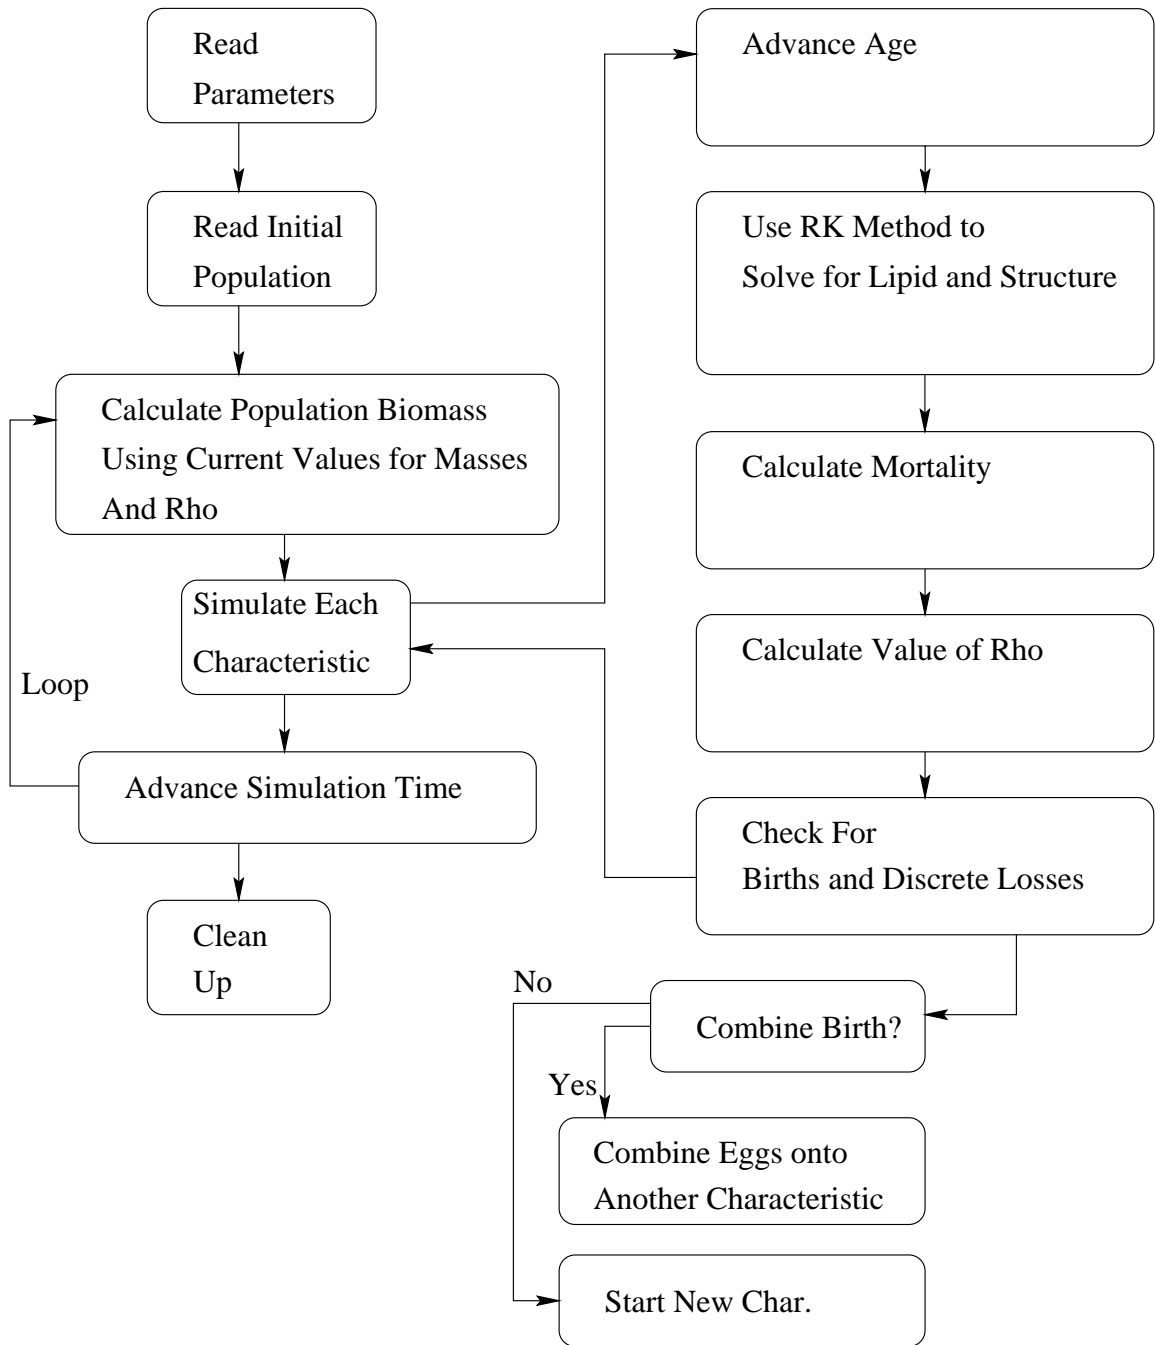 Read
Parameters
Read Initial
Population
Calculate Population Biomass
Using Current Values for Masses
And Rho
Simulate Each
Characteristic
Loop
Advance Simulation Time
Clean
Up
Advance Age
Use RK Method to
Solve for Lipid and Structure
Calculate Mortality
Calculate Value of Rho
Check For
Births and Discrete Losses
No
Combine Birth?
Yes
Combine Eggs onto
Another Characteristic
Start New Char.